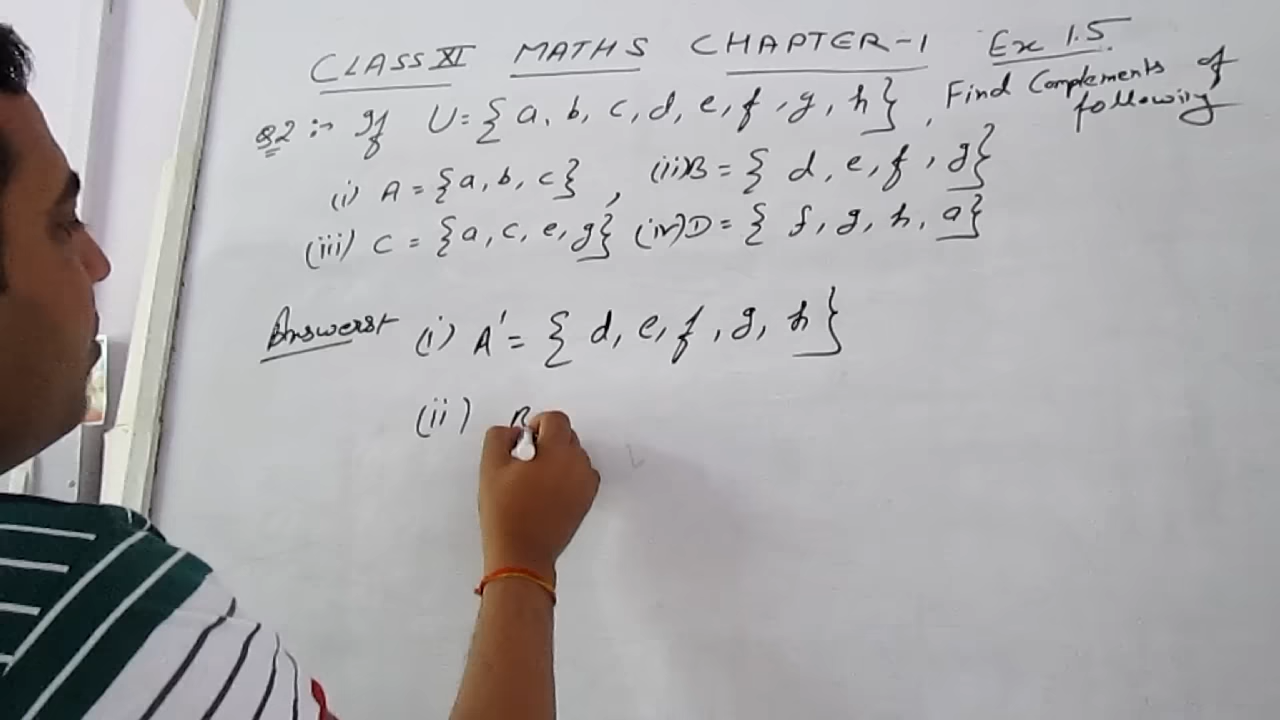 CLASS XI MATHS CHAPTER-1 Ex 1.5
Q2 :- If U = {a, b, c, d, e, f, g, h}, Find Complements of following
(i) A = {a, b, c}, (ii) B = {d, e, f, g}
(iii) C = {a, c, e, g} (iv) D = {f, g, h, a}
Answers:- (i) A' = {d, e, f, g, h}
(ii) B